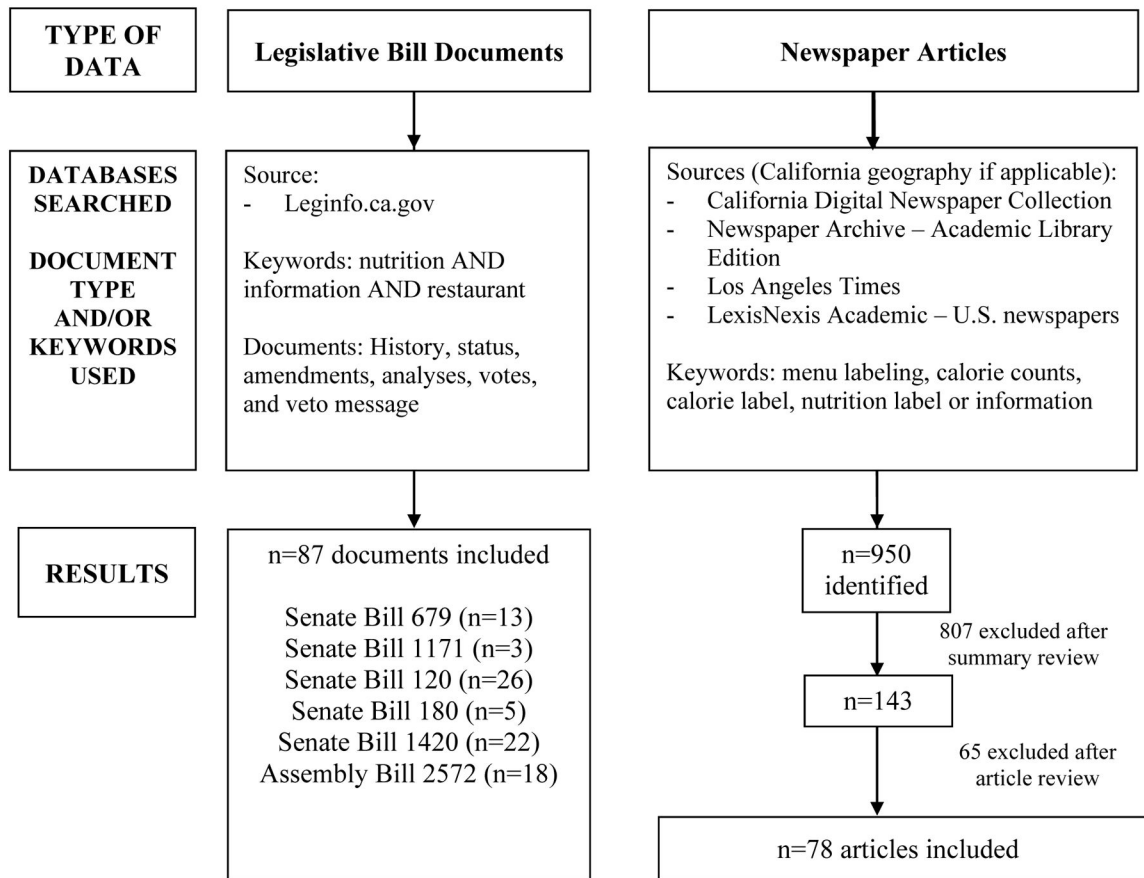 TYPE OF
DATA
Legislative Bill Documents
Newspaper Articles
DATABASES
SEARCHED
DOCUMENT
TYPE
AND/OR
KEYWORDS
USED
Source:
- Leginfo.ca.gov
Keywords: nutrition AND
information AND restaurant
Documents: History, status,
amendments, analyses, votes,
and veto message
Sources (California geography if applicable):
- California Digital Newspaper Collection
- Newspaper Archive – Academic Library
Edition
- Los Angeles Times
- LexisNexis Academic – U.S. newspapers
Keywords: menu labeling, calorie counts,
calorie label, nutrition label or information
RESULTS
n=87 documents included
Senate Bill 679 (n=13)
Senate Bill 1171 (n=3)
Senate Bill 120 (n=26)
Senate Bill 180 (n=5)
Senate Bill 1420 (n=22)
Assembly Bill 2572 (n=18)
n=950
identified
807 excluded after
summary review
n=143
65 excluded after
article review
n=78 articles included